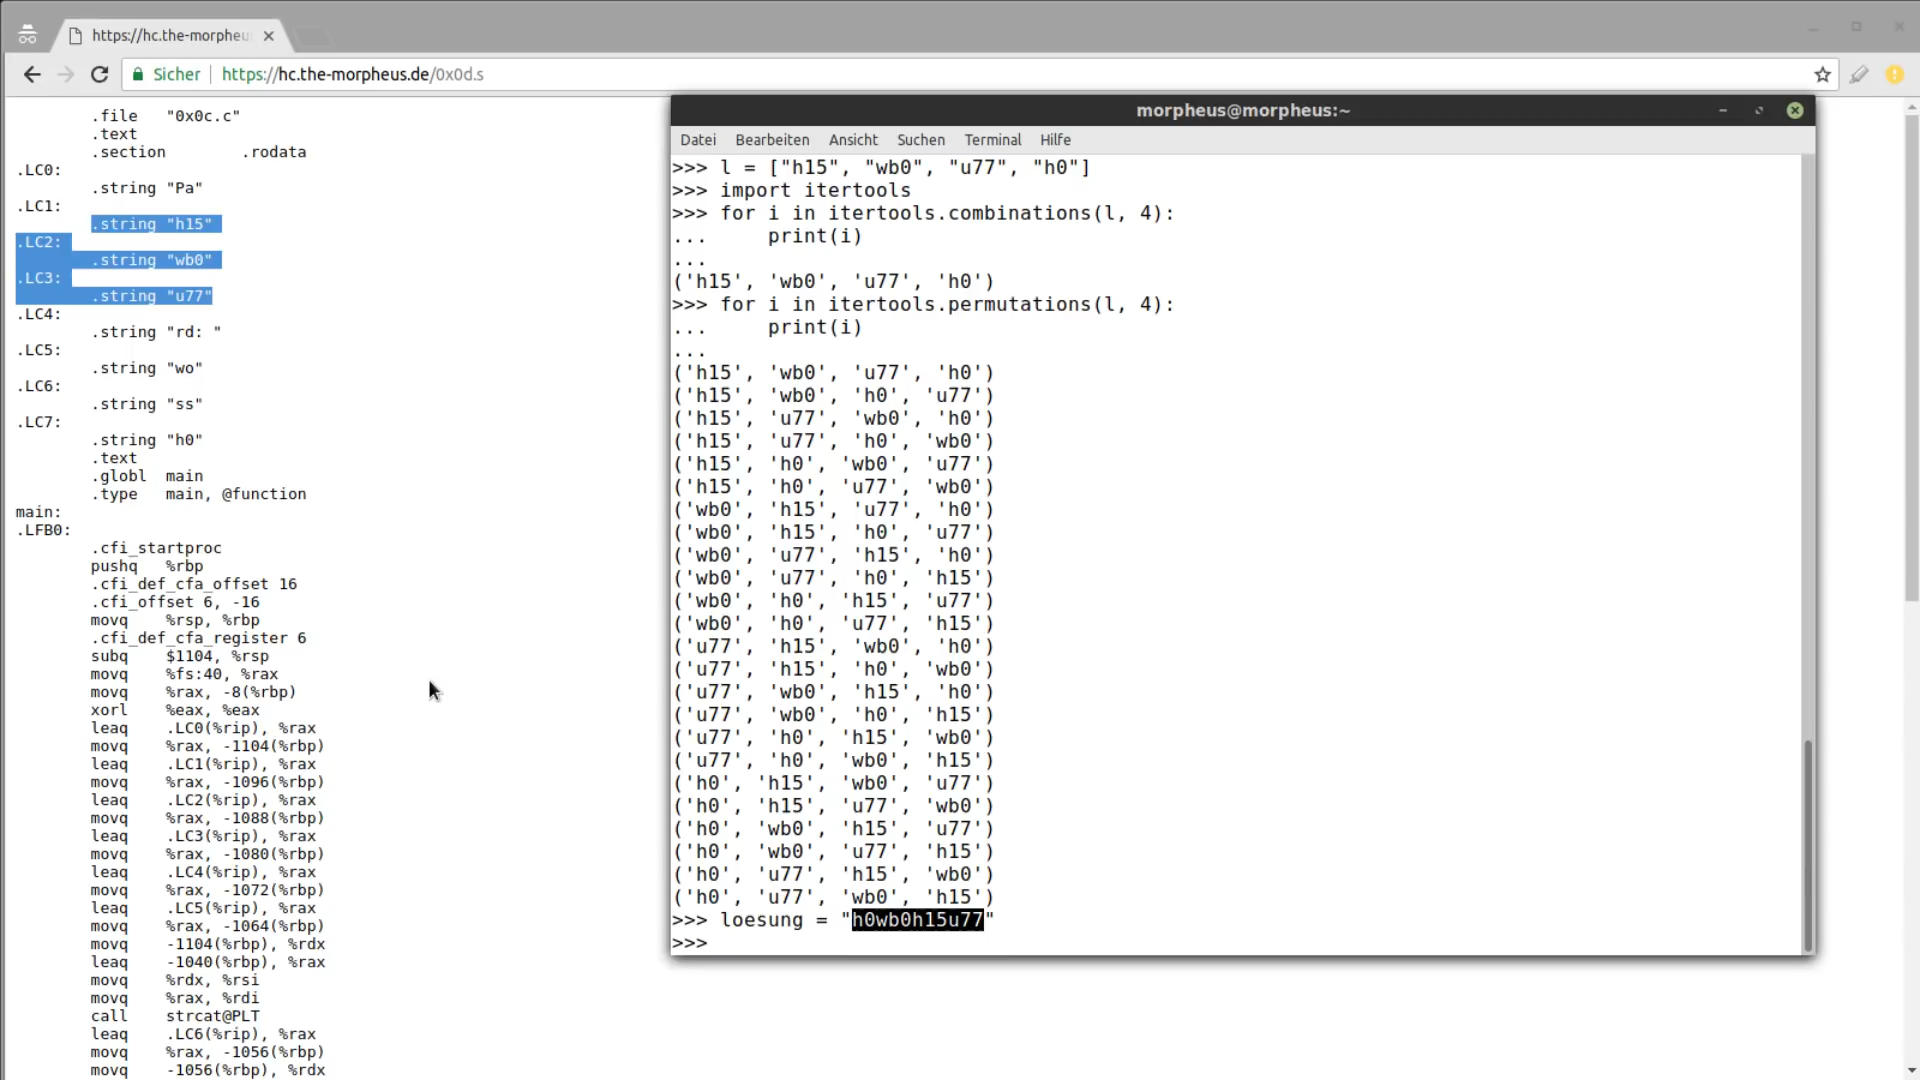 https://hc.the-morpheu
Sicher | https://hc.the-morpheus.de/0x0d.s
.file "0x0c.c"
.text
.section .rodata
.LC0:
.string "Pa"
.LC1:
.string "h15"
.LC2:
.string "wb0"
.LC3:
.string "u77"
.LC4:
.string "rd: "
.LC5:
.string "wo"
.LC6:
.string "ss"
.LC7:
.string "h0"
.text
.globl main
.type main, @function
main:
.LFB0:
.cfi_startproc
pushq %rbp
.cfi_def_cfa_offset 16
.cfi_offset 6, -16
movq %rsp, %rbp
.cfi_def_cfa_register 6
subq $1104, %rsp
movq %fs:40, %rax
movq %rax, -8(%rbp)
xorl %eax, %eax
leaq .LC0(%rip), %rax
movq %rax, -1104(%rbp)
leaq .LC1(%rip), %rax
movq %rax, -1096(%rbp)
leaq .LC2(%rip), %rax
movq %rax, -1088(%rbp)
leaq .LC3(%rip), %rax
movq %rax, -1080(%rbp)
leaq .LC4(%rip), %rax
movq %rax, -1072(%rbp)
leaq .LC5(%rip), %rax
movq %rax, -1064(%rbp)
movq -1104(%rbp), %rdx
leaq -1040(%rbp), %rax
movq %rdx, %rsi
movq %rax, %rdi
call strcat@PLT
leaq .LC6(%rip), %rax
movq %rax, -1056(%rbp)
movq -1056(%rbp), %rdx
morpheus@morpheus:~
Datei Bearbeiten Ansicht Suchen Terminal Hilfe
>>> l = ["h15", "wb0", "u77", "h0"]
>>> import itertools
>>> for i in itertools.combinations(l, 4):
... print(i)
...
('h15', 'wb0', 'u77', 'h0')
>>> for i in itertools.permutations(l, 4):
... print(i)
...
('h15', 'wb0', 'u77', 'h0')
('h15', 'wb0', 'h0', 'u77')
('h15', 'u77', 'wb0', 'h0')
('h15', 'u77', 'h0', 'wb0')
('h15', 'h0', 'wb0', 'u77')
('h15', 'h0', 'u77', 'wb0')
('wb0', 'h15', 'u77', 'h0')
('wb0', 'h15', 'h0', 'u77')
('wb0', 'u77', 'h15', 'h0')
('wb0', 'u77', 'h0', 'h15')
('wb0', 'h0', 'h15', 'u77')
('wb0', 'h0', 'u77', 'h15')
('u77', 'h15', 'wb0', 'h0')
('u77', 'h15', 'h0', 'wb0')
('u77', 'wb0', 'h15', 'h0')
('u77', 'wb0', 'h0', 'h15')
('u77', 'h0', 'h15', 'wb0')
('u77', 'h0', 'wb0', 'h15')
('h0', 'h15', 'wb0', 'u77')
('h0', 'h15', 'u77', 'wb0')
('h0', 'wb0', 'h15', 'u77')
('h0', 'wb0', 'u77', 'h15')
('h0', 'u77', 'h15', 'wb0')
('h0', 'u77', 'wb0', 'h15')
>>> loesung = "h0wb0h15u77"
>>>